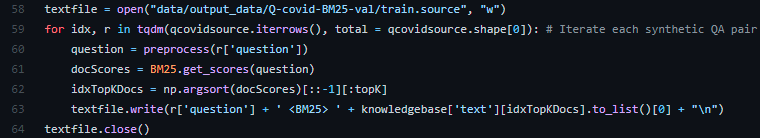 58 textfile = open("data/output_data/Q-covid-BM25-val/train.source", "w")
59 for idx, r in tqdm(qcovidsource.iterrows(), total = qcovidsource.shape[0]): # Iterate each synthetic QA pair
60     question = preprocess(r['question'])
61     docScores = BM25.get_scores(question)
62     idxTopKDocs = np.argsort(docScores)[::-1][:topK]
63     textfile.write(r['question'] + ' <BM25> ' + knowledgebase['text'][idxTopKDocs].to_list()[0] + "\n")
64 textfile.close()